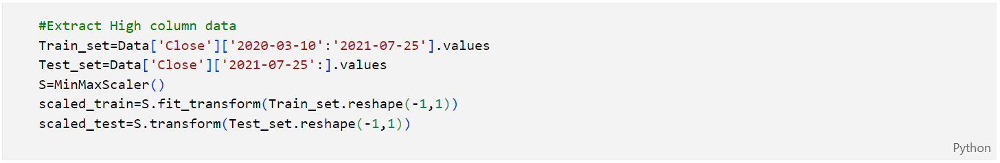 #Extract High column data
Train_set=Data['Close']['2020-03-10':'2021-07-25'].values
Test_set=Data['Close']['2021-07-25':].values
S=MinMaxScaler()
scaled_train=S.fit_transform(Train_set.reshape(-1,1))
scaled_test=S.transform(Test_set.reshape(-1,1))
Python